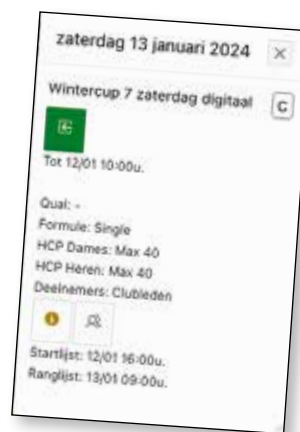 zaterdag 13 januari 2024 ×
Wintercup 7 zaterdag digitaal C
Tot 12/01 10:00u.
Qual: -
Formule: Single
HCP Dames: Max 40
HCP Heren: Max 40
Deelnemers: Clubleden
Startlijst: 12/01 16:00u.
Ranglijst: 13/01 09:00u.